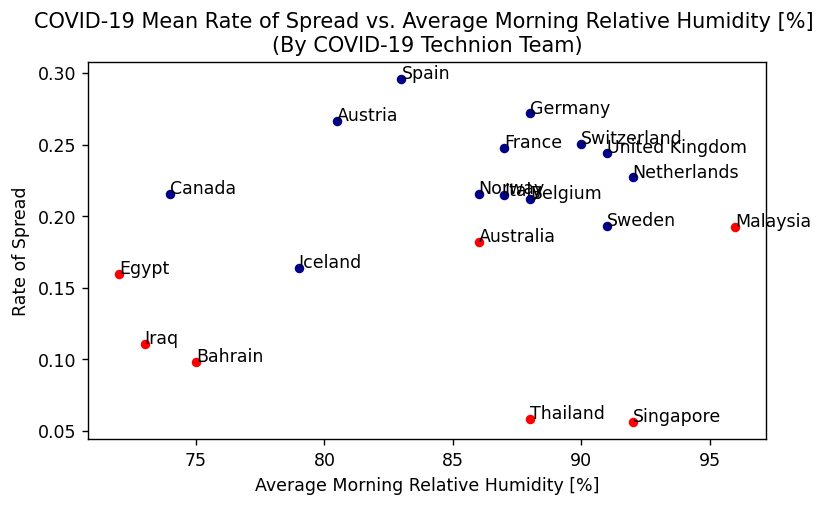 COVID-19 Mean Rate of Spread vs. Average Morning Relative Humidity [%]
(By COVID-19 Technion Team)
0.30
Spain
Germany
Austria
0.25
France
Switzerland
United Kingdom
Netherlands
Canada
Norway
Italy
Belgium
0.20
Sweden
Malaysia
Australia
Rate of Spread
Egypt
Iceland
0.15
Iraq
Bahrain
0.10
Thailand
Singapore
0.05
75
80
85
90
95
Average Morning Relative Humidity [%]